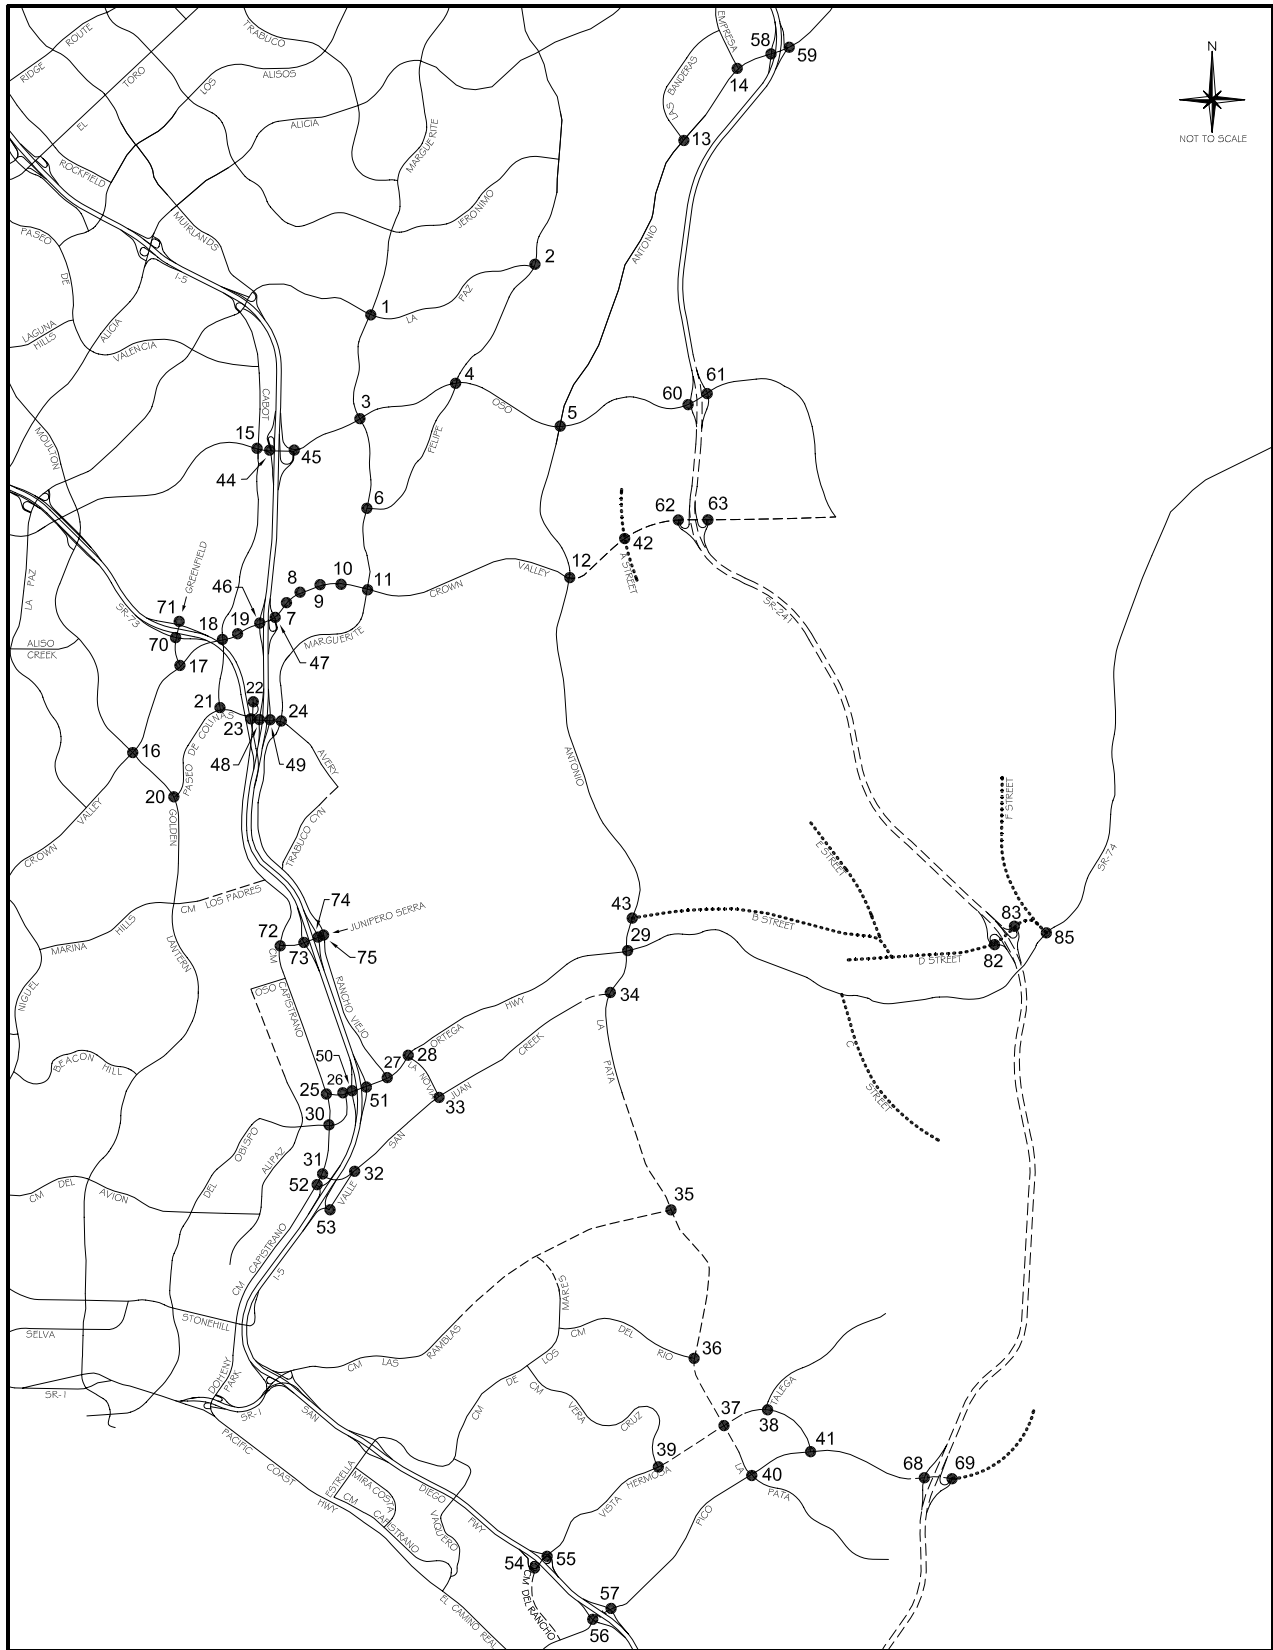 TRABUCO
EMPRESA
58
59
ROUTE
RIDGE
TORO
LOS
ALISOS
14
LAS BANDERAS
N
NOT TO SCALE
EL
ALICIA
MARGUERITE
13
ROCKFIELD
JERONIMO
MUIRLANDS
PASEO
DE
ANTONIO
2
I-5
1
LA
PAZ
LAGUNA
HILLS
ALICIA
VALENCIA
CABOT
3
4
OSO
5
60
61
MOULTON
15
44
45
FELIPE
6
62
63
42
A STREET
GREENFIELD
LA PAZ
SR-73
46
8
9
10
11
12
CROWN
VALLEY
SR-241
71
70
18
19
7
47
MARGUERITE
ALISO
CREEK
17
21
22
23
24
PASEO DE COLINAS
48
49
AVERY
16
20
GOLDEN
LANTERN
ANTONIO
TRABUCO CYN
CROWN
VALLEY
F STREET
E STREET
SR-74
CM LOS PADRES
MARINA
HILLS
74
JUNIPERO SERRA
72
73
75
CM
CAPISTRANO
OSO
43
B STREET
29
83
82
85
D STREET
NIGUEL
RANCHO VIEJO
34
ORTEGA
HWY
LA
PATA
CREEK
C
STREET
BEACON
HILL
50
26
25
27
28
51
LA NOVIA
JUAN
33
30
SAN
OBISPO
DEL
ALIPAZ
31
32
52
VALLE
53
CM
DEL
AVION
35
CM CAPISTRANO
I-5
MARES
STONEHILL
SELVA
CM
LAS
RAMBLAS
CM
DEL
RIO
36
LOS
DE
CM
CM
VERA
CRUZ
SR-1
DOHENY
PARK
SR-1
SAN
37
38
TALEGA
PACIFIC
COAST
HWY
39
HERMOSA
VISTA
41
40
LA
PATA
68
69
ESTRELLA
MIRA COSTA
CM
CAPISTRANO
DIEGO
FWY
VAQUERO
PICO
54
55
CM DEL RANCHO
57
56
EL CAMINO REAL